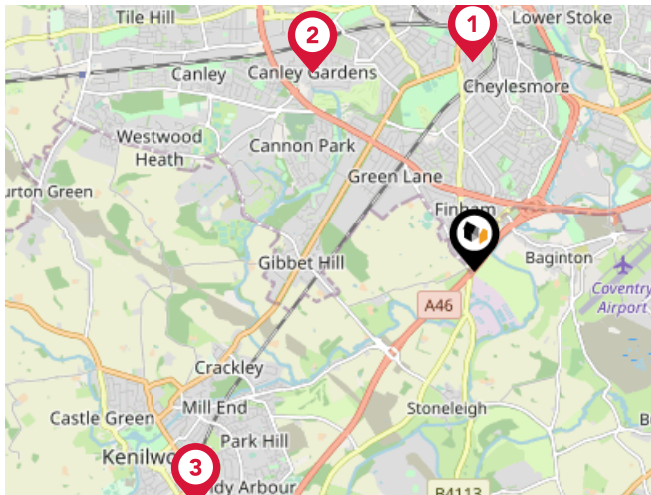 Tile Hill
2
1
Lower Stoke
Canley
Canley Gardens
Cheylesmore
Westwood
Heath
Cannon Park
Green Lane
urton Green
Finham
Gibbet Hill
Baginton
Coventry
Airport
A46
Crackley
Castle Green
Mill End
Stoneleigh
Park Hill
Kenilwo
3
dy Arbour
B4113